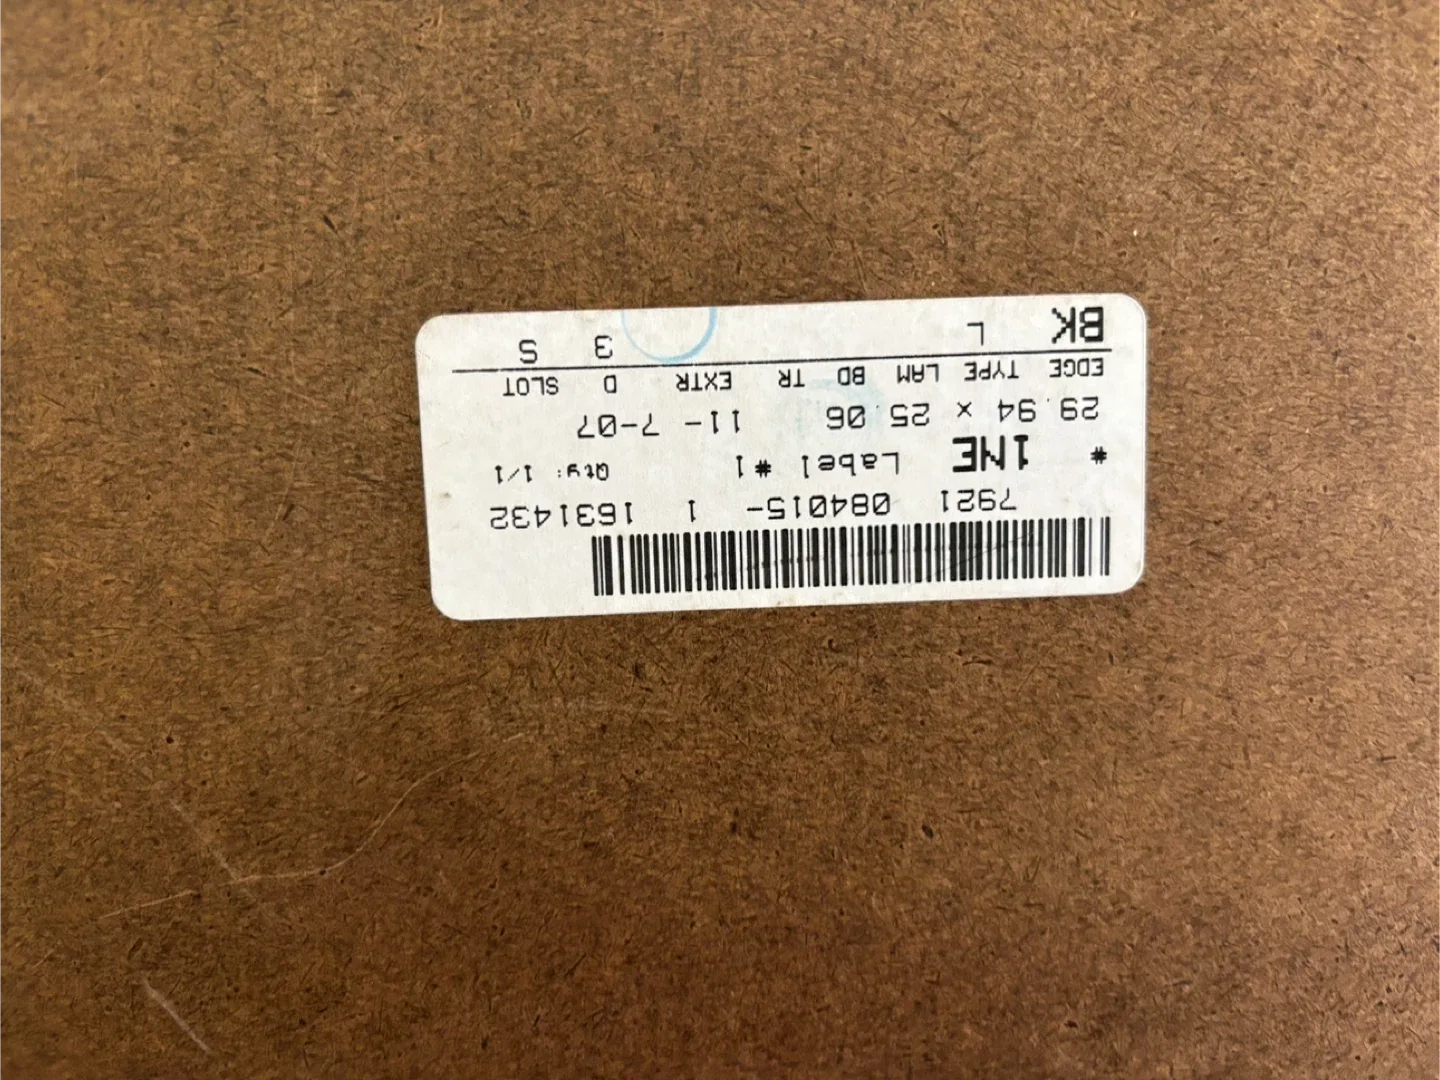 7921 084015- 1 1631432
# 1NE Label #1 Qty: 1/1
29.94 x 25.06 11- 7-07
EDGE TYPE LAM BD TR EXTR D SLOT
BK L 3 S